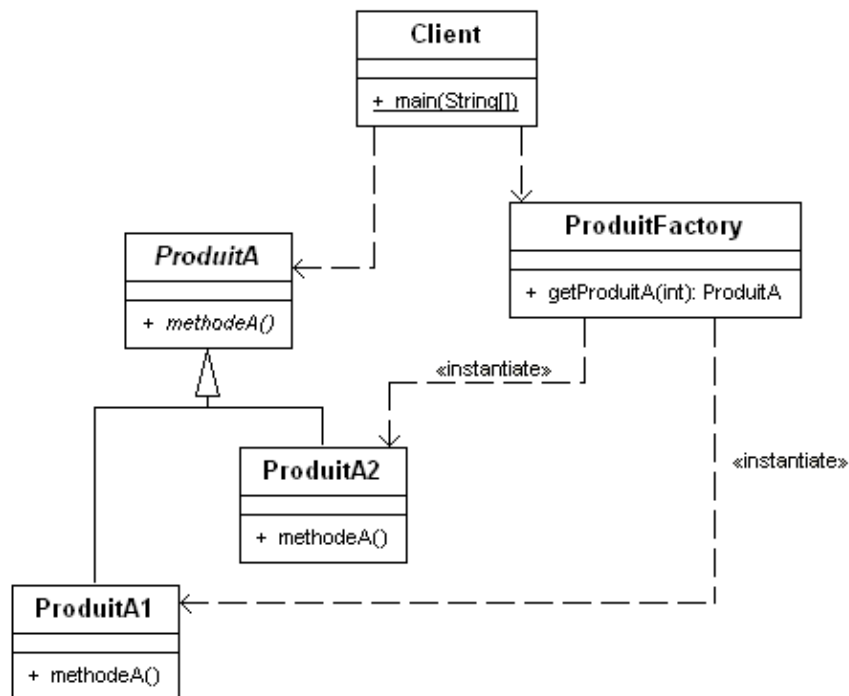 Client
+ main(String[])
ProduitFactory
+ getProduitA(int): ProduitA
ProduitA
+ methodeA()
«instantiate»
ProduitA2
+ methodeA()
«instantiate»
ProduitA1
+ methodeA()